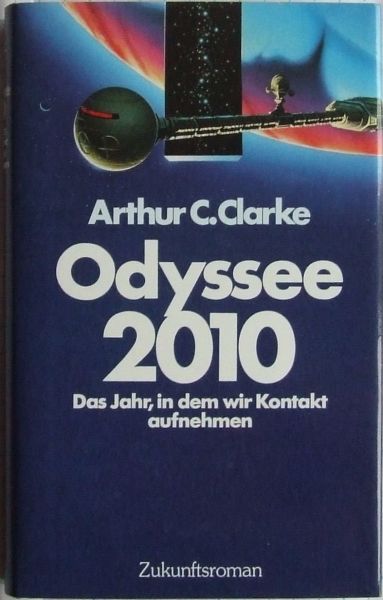 Arthur C. Clarke
Odyssee
2010
Das Jahr, in dem wir Kontakt
aufnehmen
Zukunftsroman